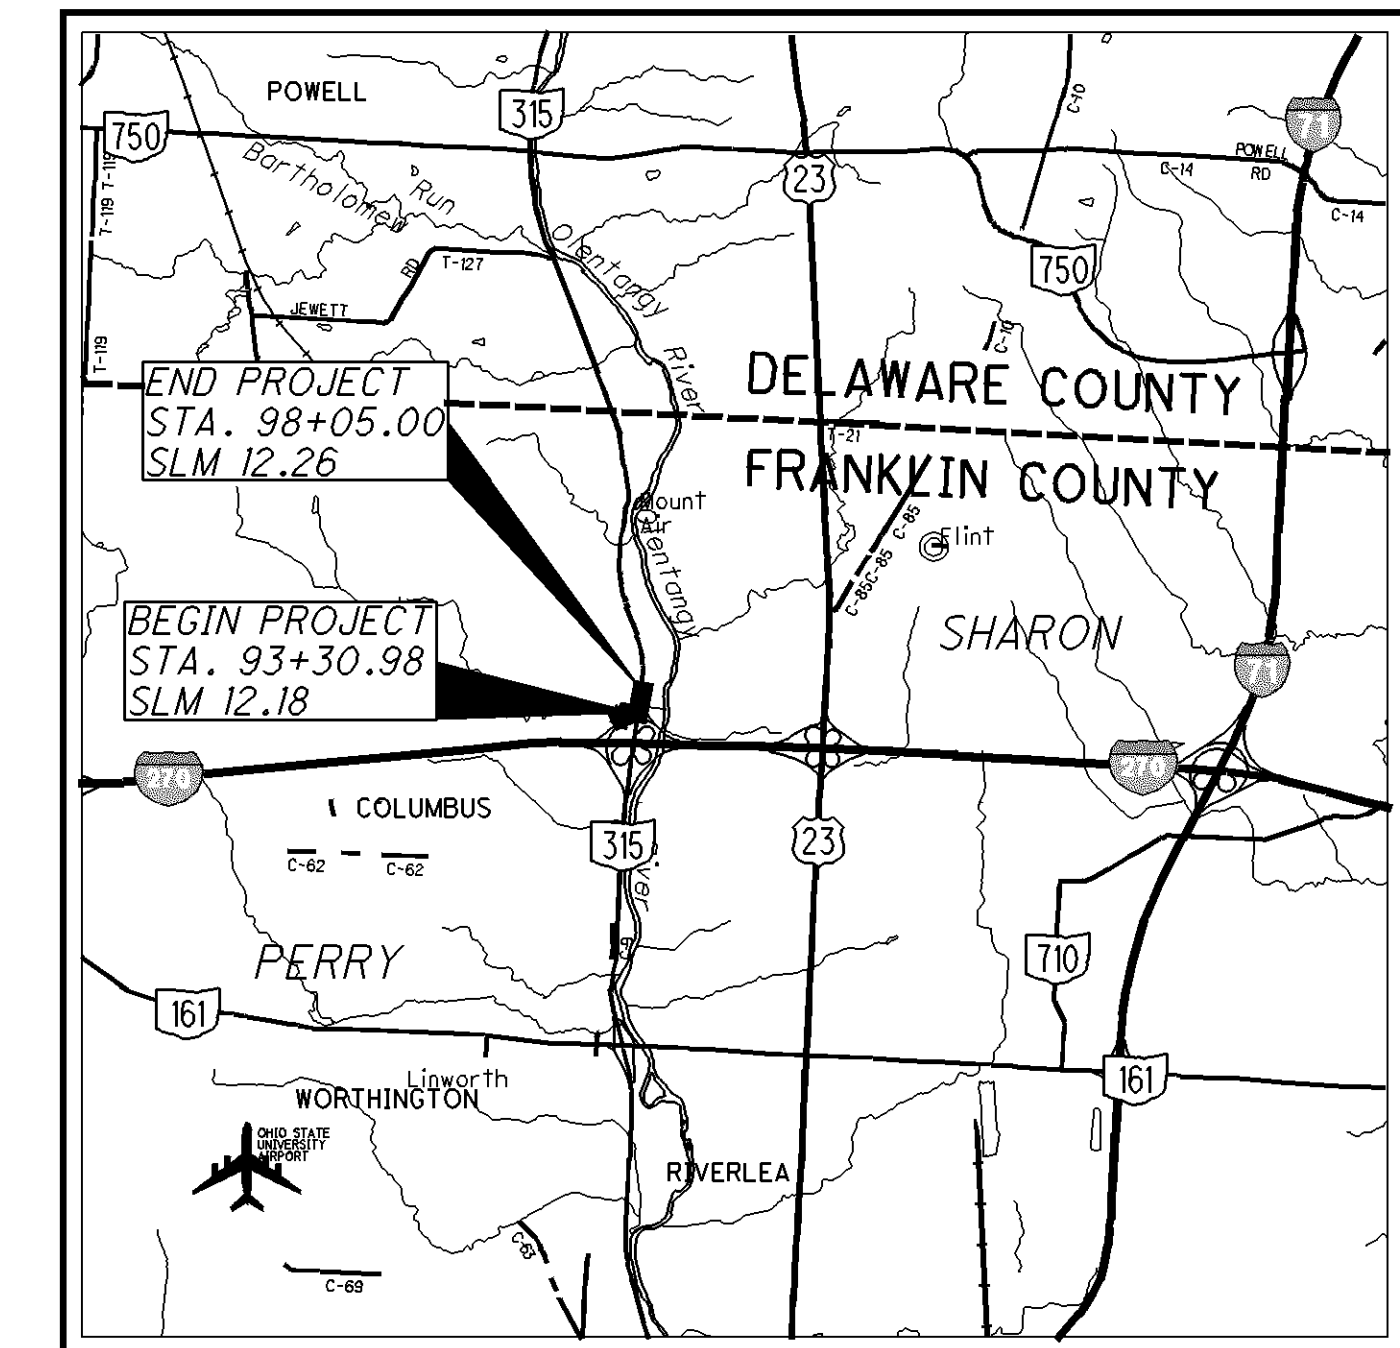 POWELL
315
71
C-10
750
23
POWELL
RD
C-14
C-14
T-119
T-119
Bartholomew
Run
Olentangy
River
750
RD
T-127
JEWETT
C-10
T-119
DELAWARE COUNTY
END PROJECT
STA. 98+05.00
SLM 12.26
T-21
FRANKLIN COUNTY
Mount
Air
C-85
Flint
C-85
C-85
entangy
BEGIN PROJECT
STA. 93+30.98
SLM 12.18
SHARON
71
270
270
COLUMBUS
315
23
C-62
C-62
iver
PERRY
710
161
161
Linworth
WORTHINGTON
OHIO STATE
UNIVERSITY
AIRPORT
RIVERLEA
C-63
C-69